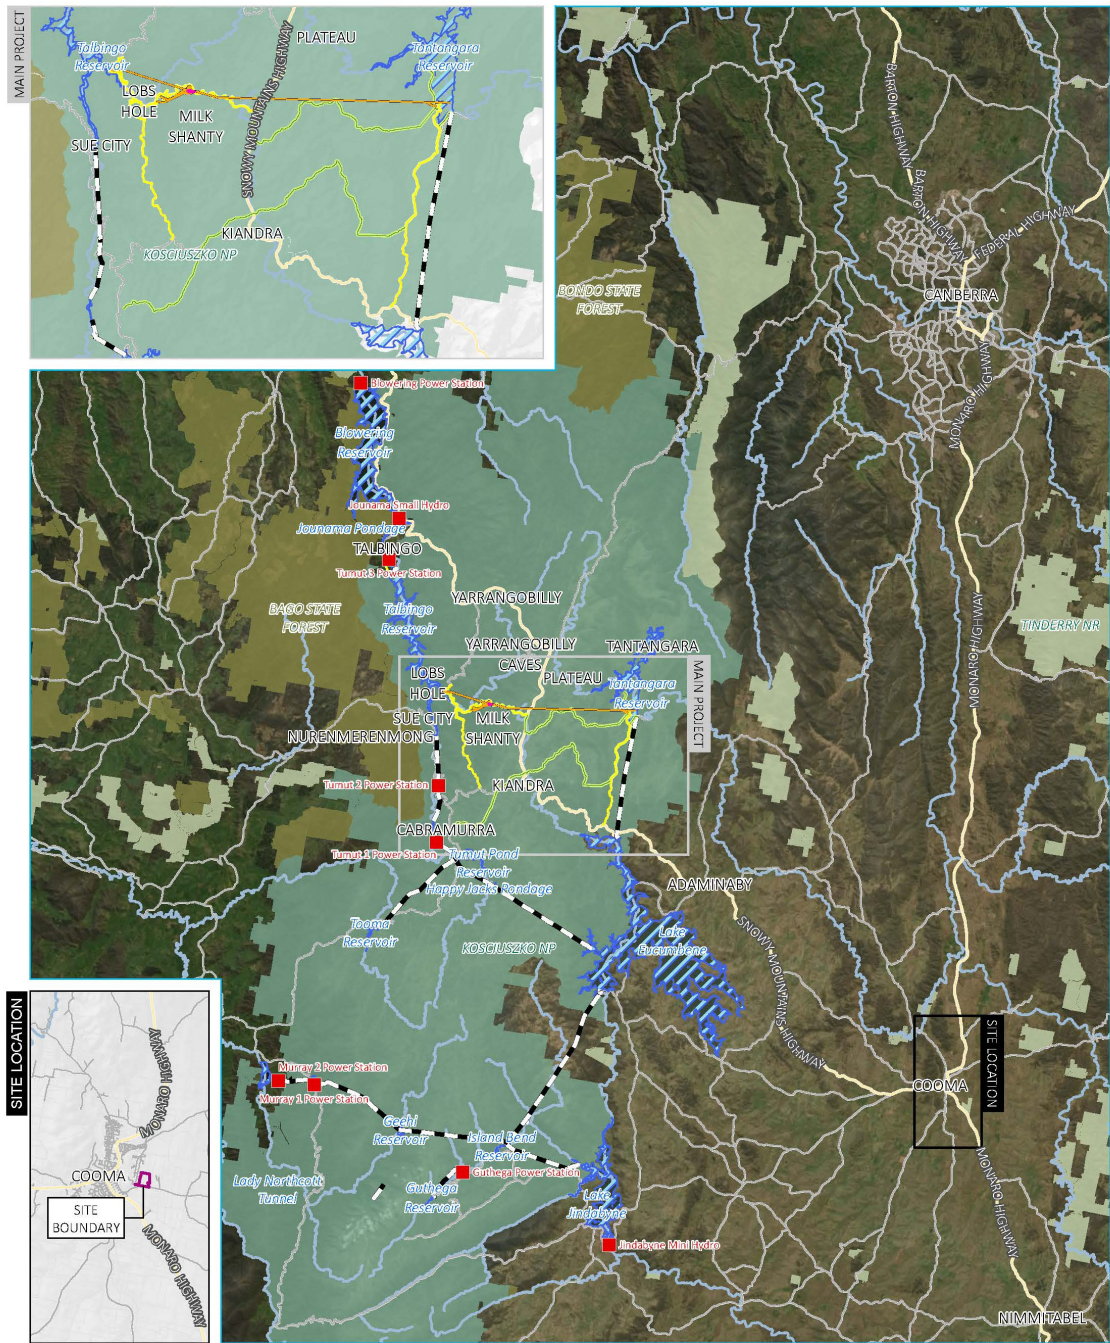 MAIN PROJECT
PLATEAU
Talbingo
Reservoir
Tantangara
Reservoir
SNOWY MOUNTAINS HIGHWAY
LOBS
HOLE
MILK
SHANTY
SUE CITY
KIANDRA
KOSCIUSZKO NP
BARTON HIGHWAY
BARTON HIGHWAY
FEDERAL HIGHWAY
CANBERRA
MONARO HIGHWAY
BONDO STATE
FOREST
Blowering Power Station
Blowering
Reservoir
Jounama Small Hydro
Jounama Pondage
TALBINGO
Tumut 3 Power Station
YARRANGOBILLY
BAGO STATE
FOREST
Talbingo
Reservoir
MONARO HIGHWAY
TINDERRY NR
YARRANGOBILLY
CAVES
TANTANGARA
PLATEAU
LOBS
HOLE
Tantangara
Reservoir
MAIN PROJECT
SUE CITY
MILK
SHANTY
NURENMERENMONG
Tumut 2 Power Station
KIANDRA
CABRAMURRA
Tumut 1 Power Station
Tumut Pond
Reservoir
Happy Jacks Pondage
ADAMINABY
Tooma
Reservoir
Lake
Eucumbene
KOSCIUSZKO NP
SNOWY MOUNTAINS HIGHWAY
SITE LOCATION
COOMA
MONARO HIGHWAY
Murray 2 Power Station
Murray 1 Power Station
Geehi
Reservoir
Island Bend
Reservoir
Guthega Power Station
Lady Northcott
Tunnel
Guthega
Reservoir
Lake
Jindabyne
Jindabyne Mini Hydro
NIMMITABEL
SITE LOCATION
MONARO HIGHWAY
COOMA
SITE
BOUNDARY
MONARO HIGHWAY